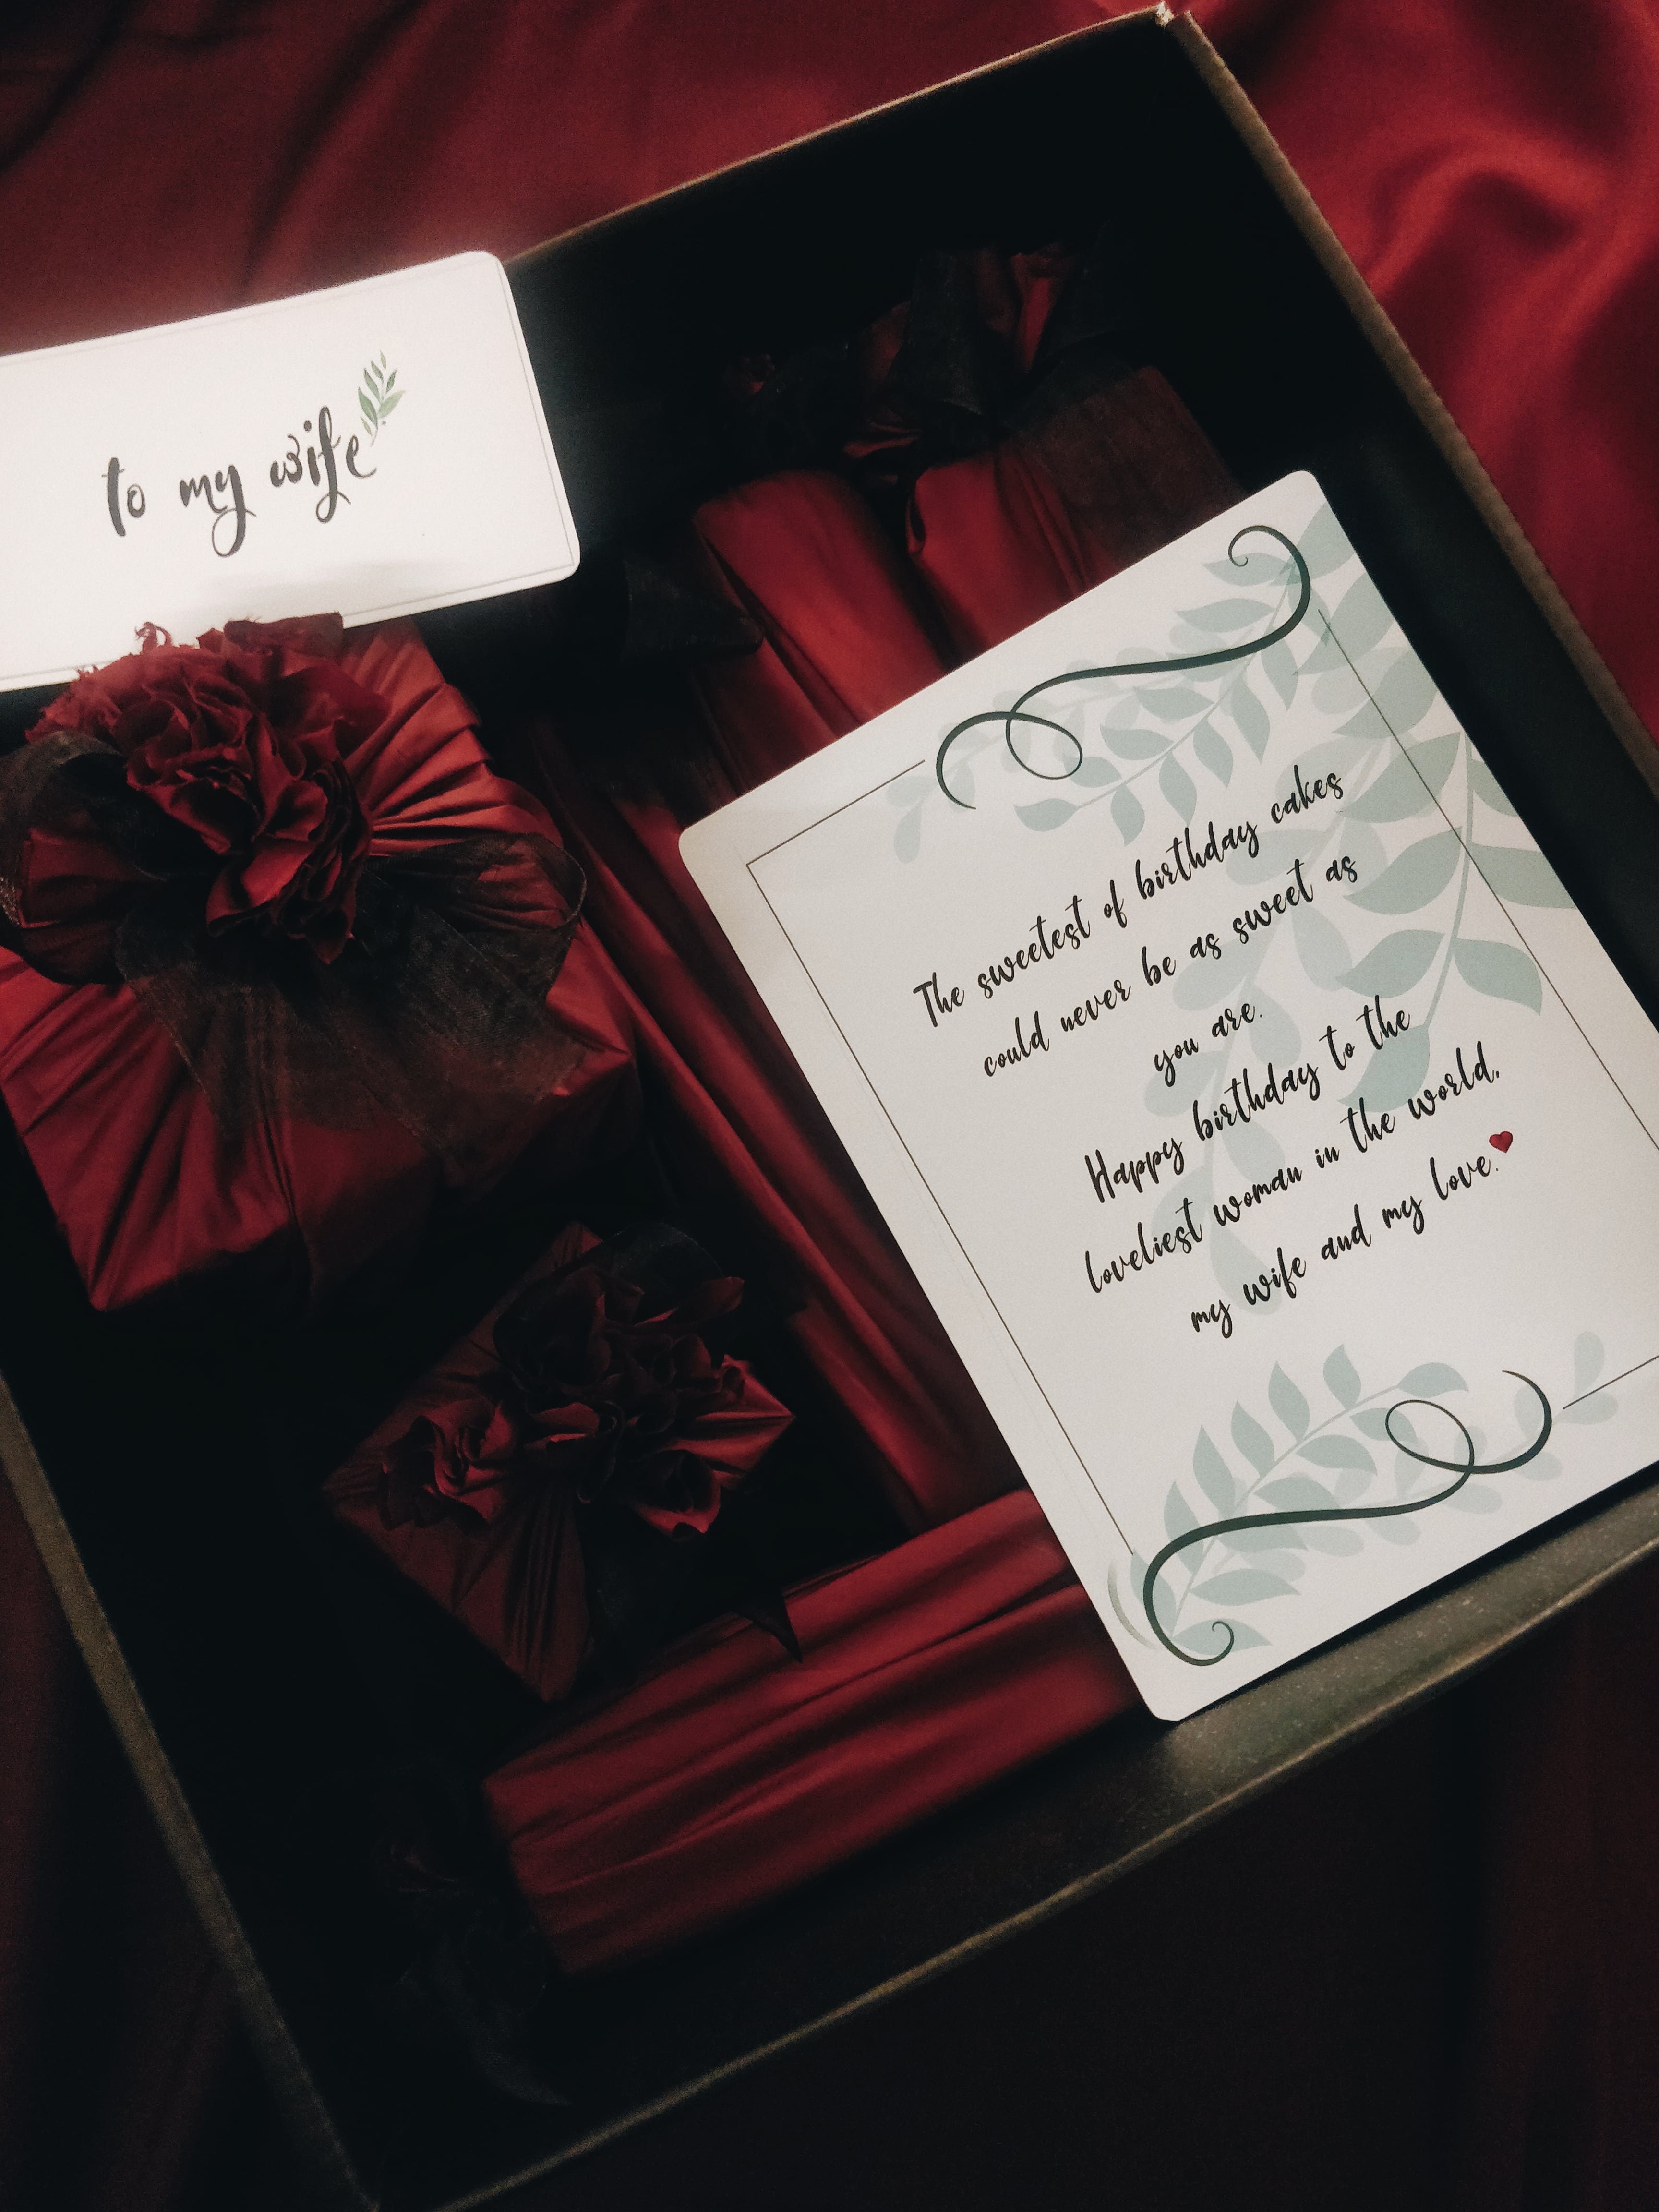 to my wife
The sweetest of birthday cakes
could never be as sweet as
you are.
Happy birthday to the
loveliest woman in the world,
my wife and my love.❤